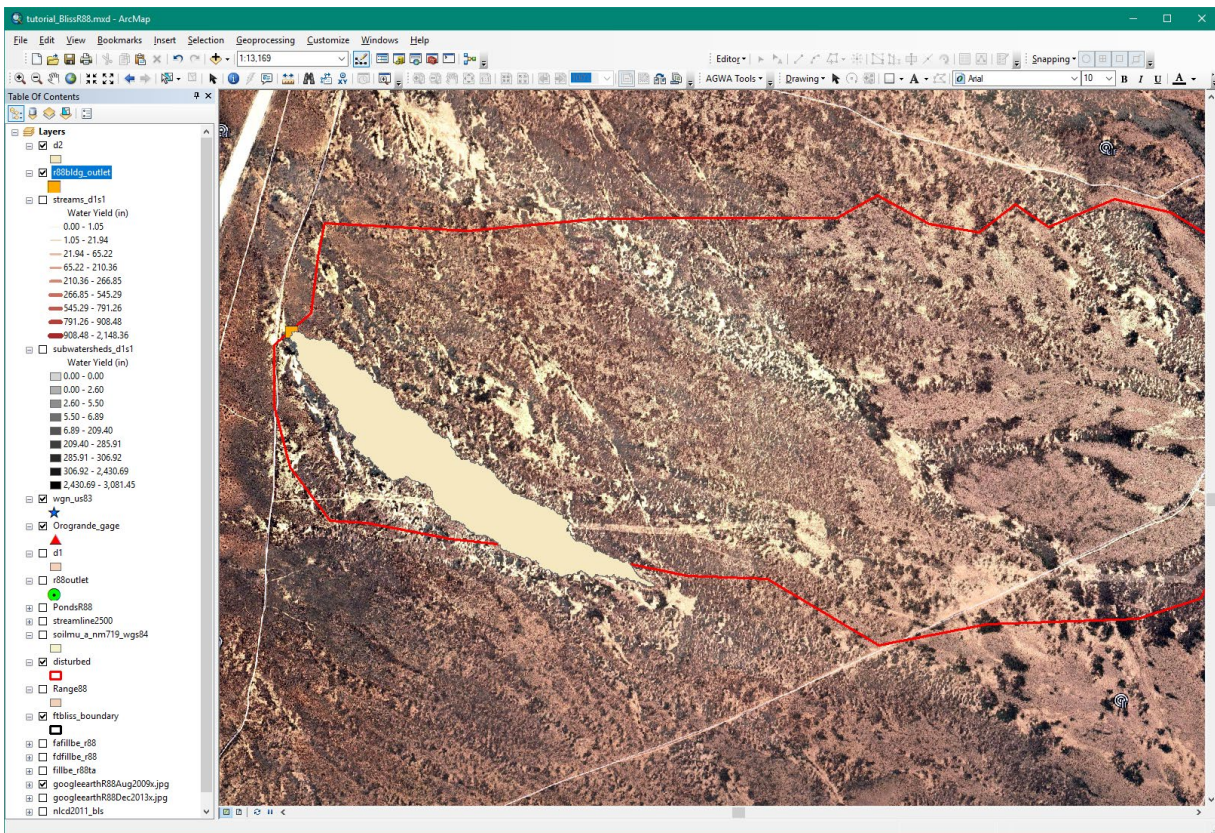 tutorial_BlissR88.mxd - ArcMap
File Edit View Bookmarks Insert Selection Geoprocessing Customize Windows Help
1:13,169
Editor
Snapping
AGWA Tools
Drawing
Arial
10
B I U A
Table Of Contents
Layers
d2
r88bldg_outlet
streams_d1s1
Water Yield (in)
0.00 - 1.05
1.05 - 21.94
21.94 - 65.22
65.22 - 210.36
210.36 - 266.85
266.85 - 545.29
545.29 - 791.26
791.26 - 908.48
908.48 - 2,148.36
subwatersheds_d1s1
Water Yield (in)
0.00 - 0.00
0.00 - 2.60
2.60 - 5.50
5.50 - 6.89
6.89 - 209.40
209.40 - 285.91
285.91 - 306.92
306.92 - 2,430.69
2,430.69 - 3,081.45
wgn_us83
Orogrande_gage
d1
r88outlet
PondsR88
streamline2500
soilmu_a_nm719_wgs84
disturbed
Range88
ftbliss_boundary
fafillbe_r88
fdfillbe_r88
fillbe_r88ta
googleearthR88Aug2009x.jpg
googleearthR88Dec2013x.jpg
nlcd2011_bls